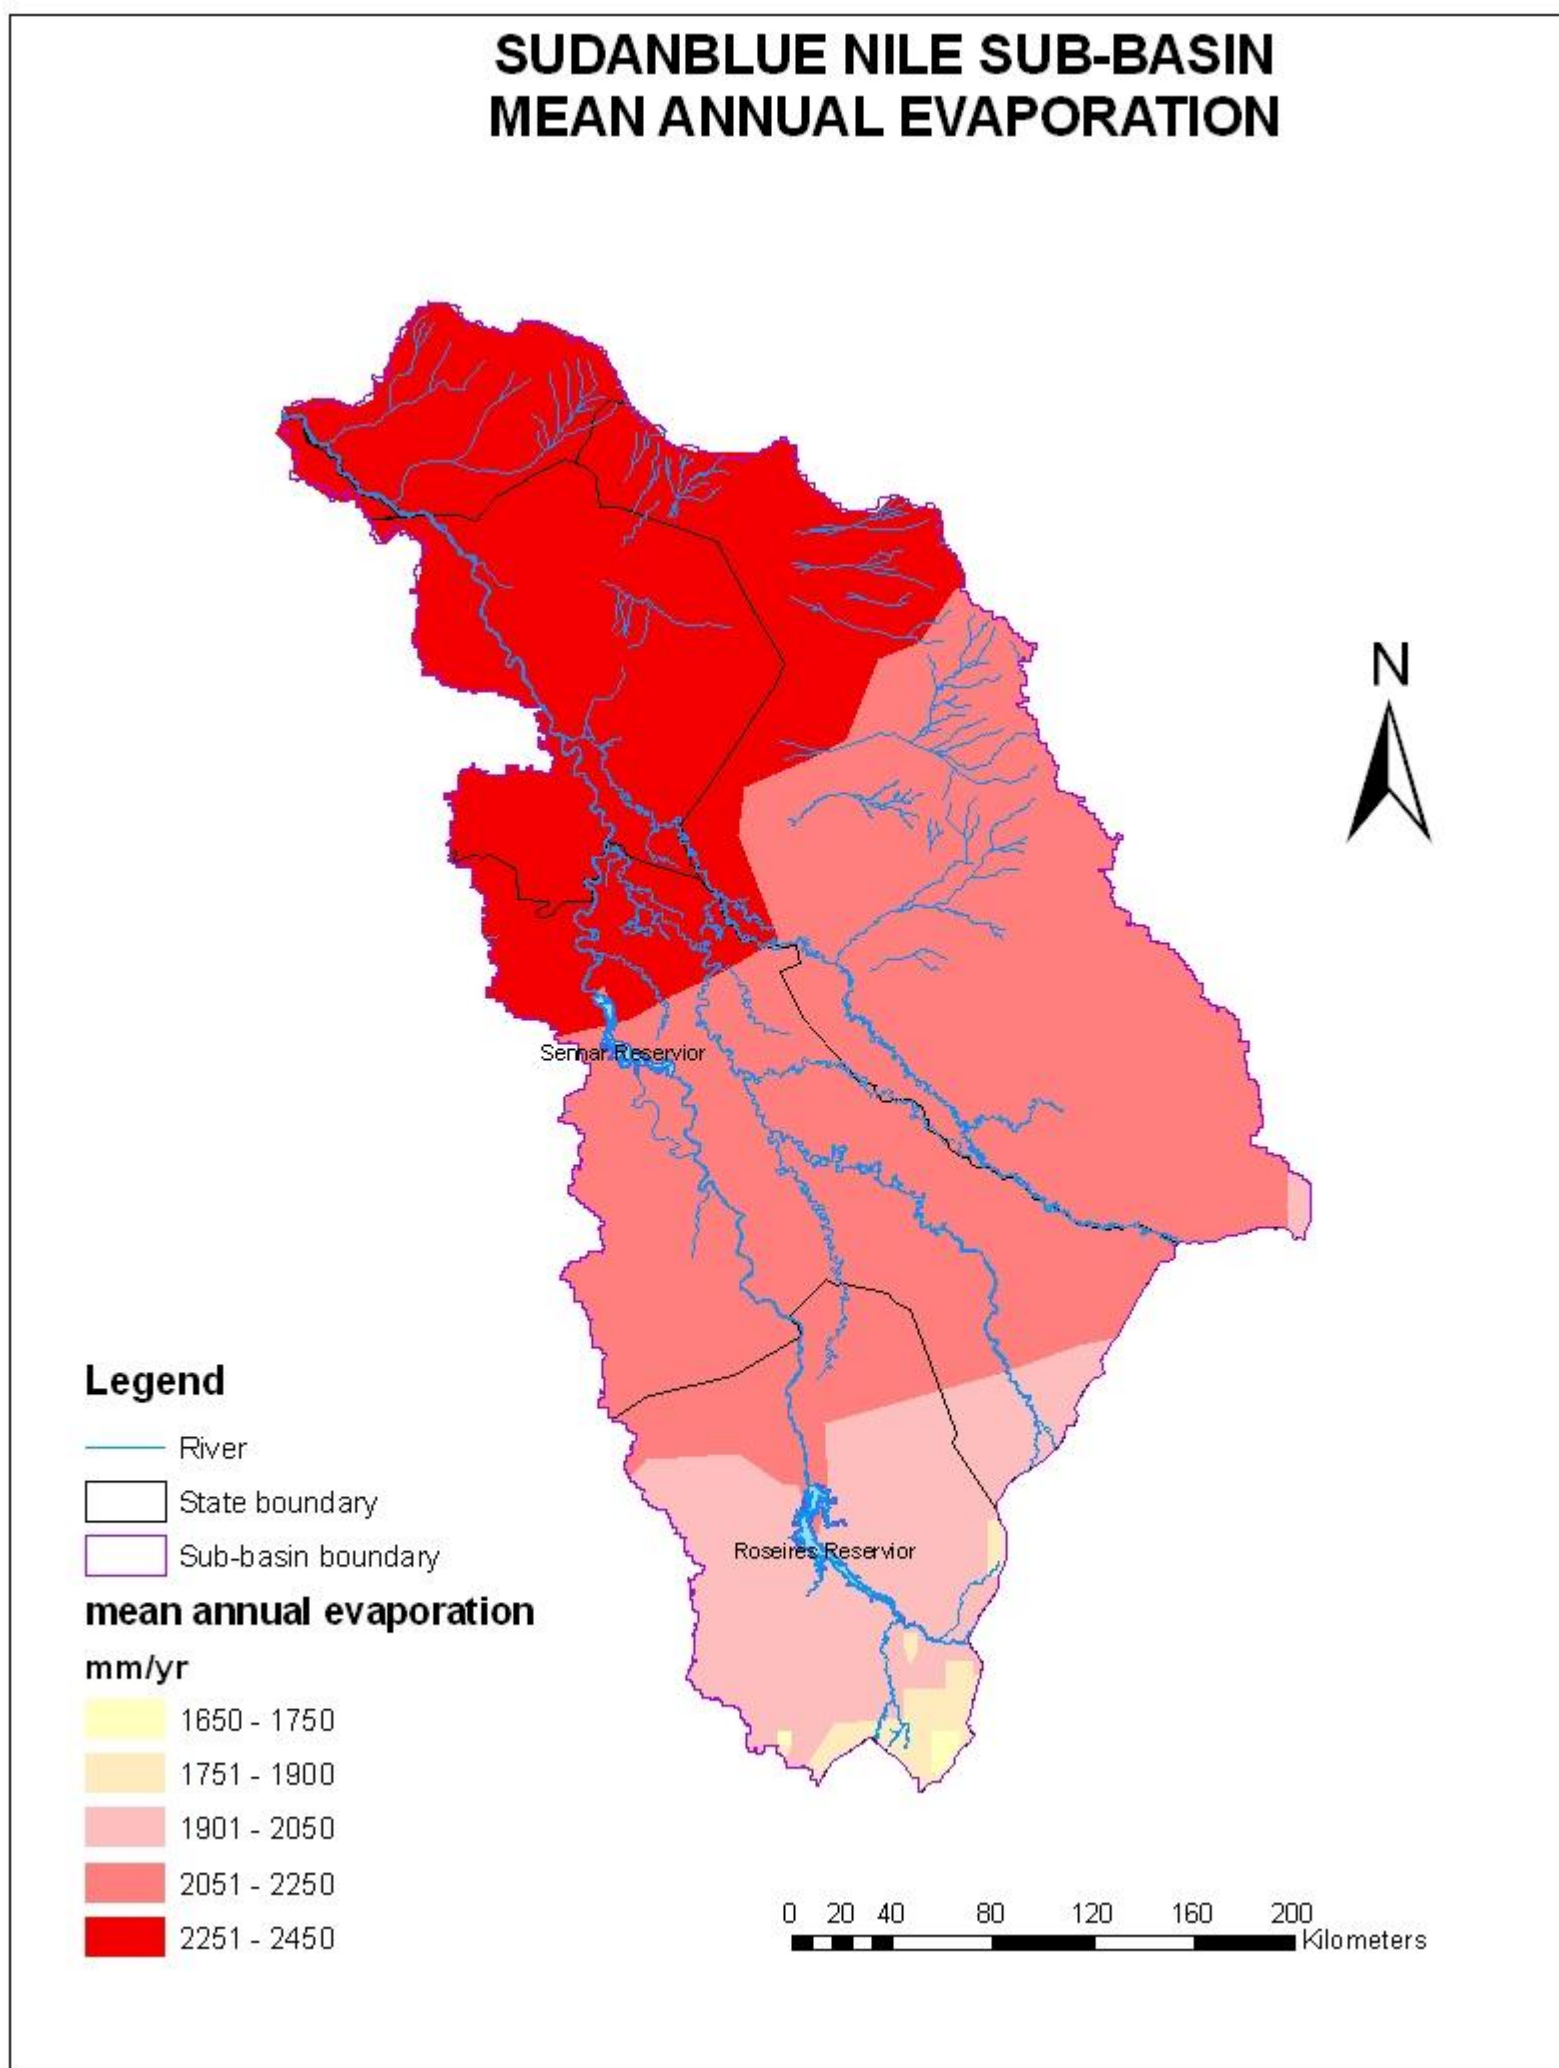 SUDANBLUE NILE SUB-BASIN
MEAN ANNUAL EVAPORATION
N
Sennar Reservior
Roseires Reservior
Legend
River
State boundary
Sub-basin boundary
mean annual evaporation
mm/yr
1650 - 1750
1751 - 1900
1901 - 2050
2051 - 2250
2251 - 2450
0 20 40 80 120 160 200
Kilometers